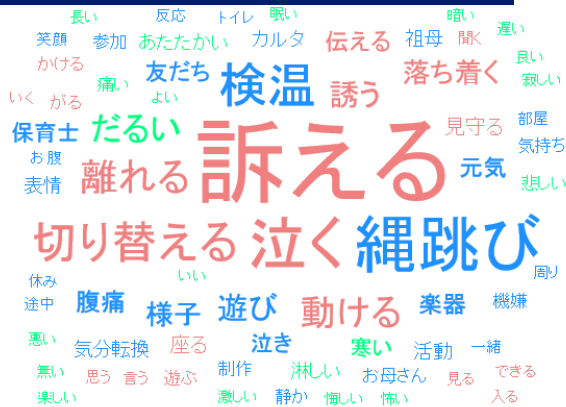 長い 反応 トイレ 眠い 暗い 遅い
笑顔 参加 あたたかい カルタ 伝える 祖母 聞く
かける 友だち 検温 誘う 落ち着く 良い 寂しい
いく がる 痛い よい
保育士 だるい 訴える 見守る 部屋 気持ち
お腹 元気
表情 離れる 悲しい
切り替える 泣く 縄跳び
休み いい 周り
途中 腹痛 様子 遊び 動ける 楽器 機嫌
悪い 気分転換 座る 泣き 寒い 活動 一緒
無い 思う 言う 遊ぶ 制作 淋しい お母さん 見る できる
楽しい 激しい 静か 悔しい 怖い 入る